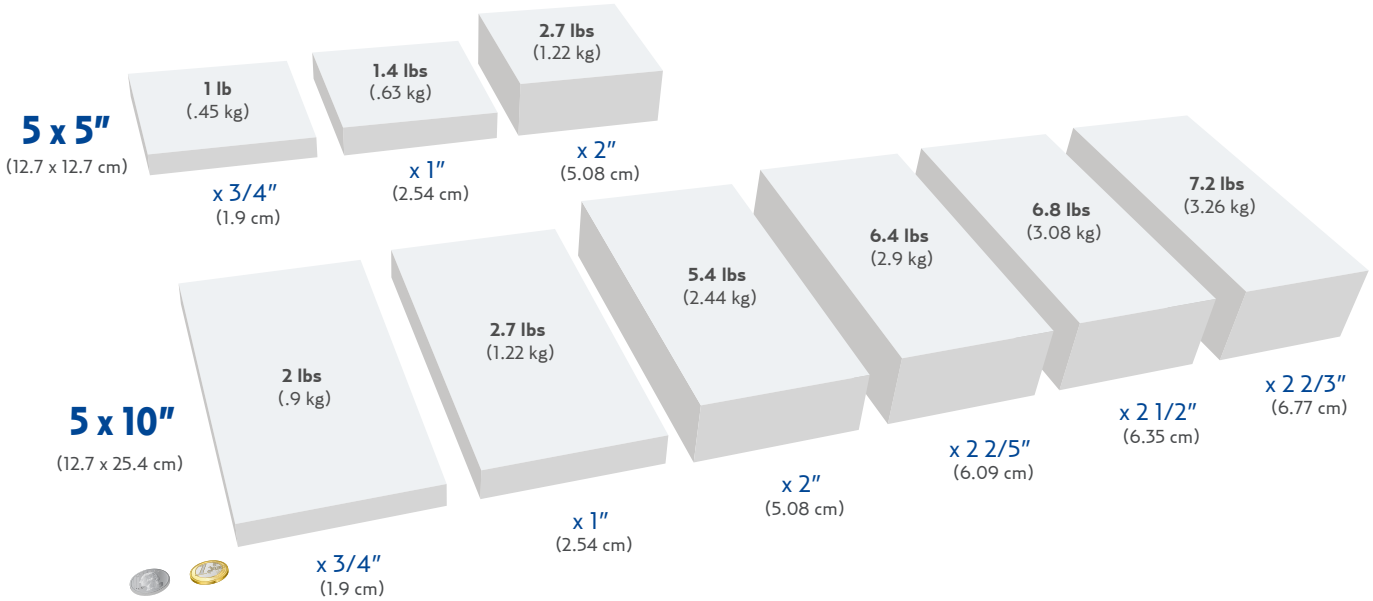 5 x 5″
(12.7 x 12.7 cm)
1 lb
(.45 kg)
x 3/4″
(1.9 cm)
1.4 lbs
(.63 kg)
x 1″
(2.54 cm)
2.7 lbs
(1.22 kg)
x 2″
(5.08 cm)
5 x 10″
(12.7 x 25.4 cm)
2 lbs
(.9 kg)
x 3/4″
(1.9 cm)
2.7 lbs
(1.22 kg)
x 1″
(2.54 cm)
5.4 lbs
(2.44 kg)
x 2″
(5.08 cm)
6.4 lbs
(2.9 kg)
x 2 2/5″
(6.09 cm)
6.8 lbs
(3.08 kg)
x 2 1/2″
(6.35 cm)
7.2 lbs
(3.26 kg)
x 2 2/3″
(6.77 cm)